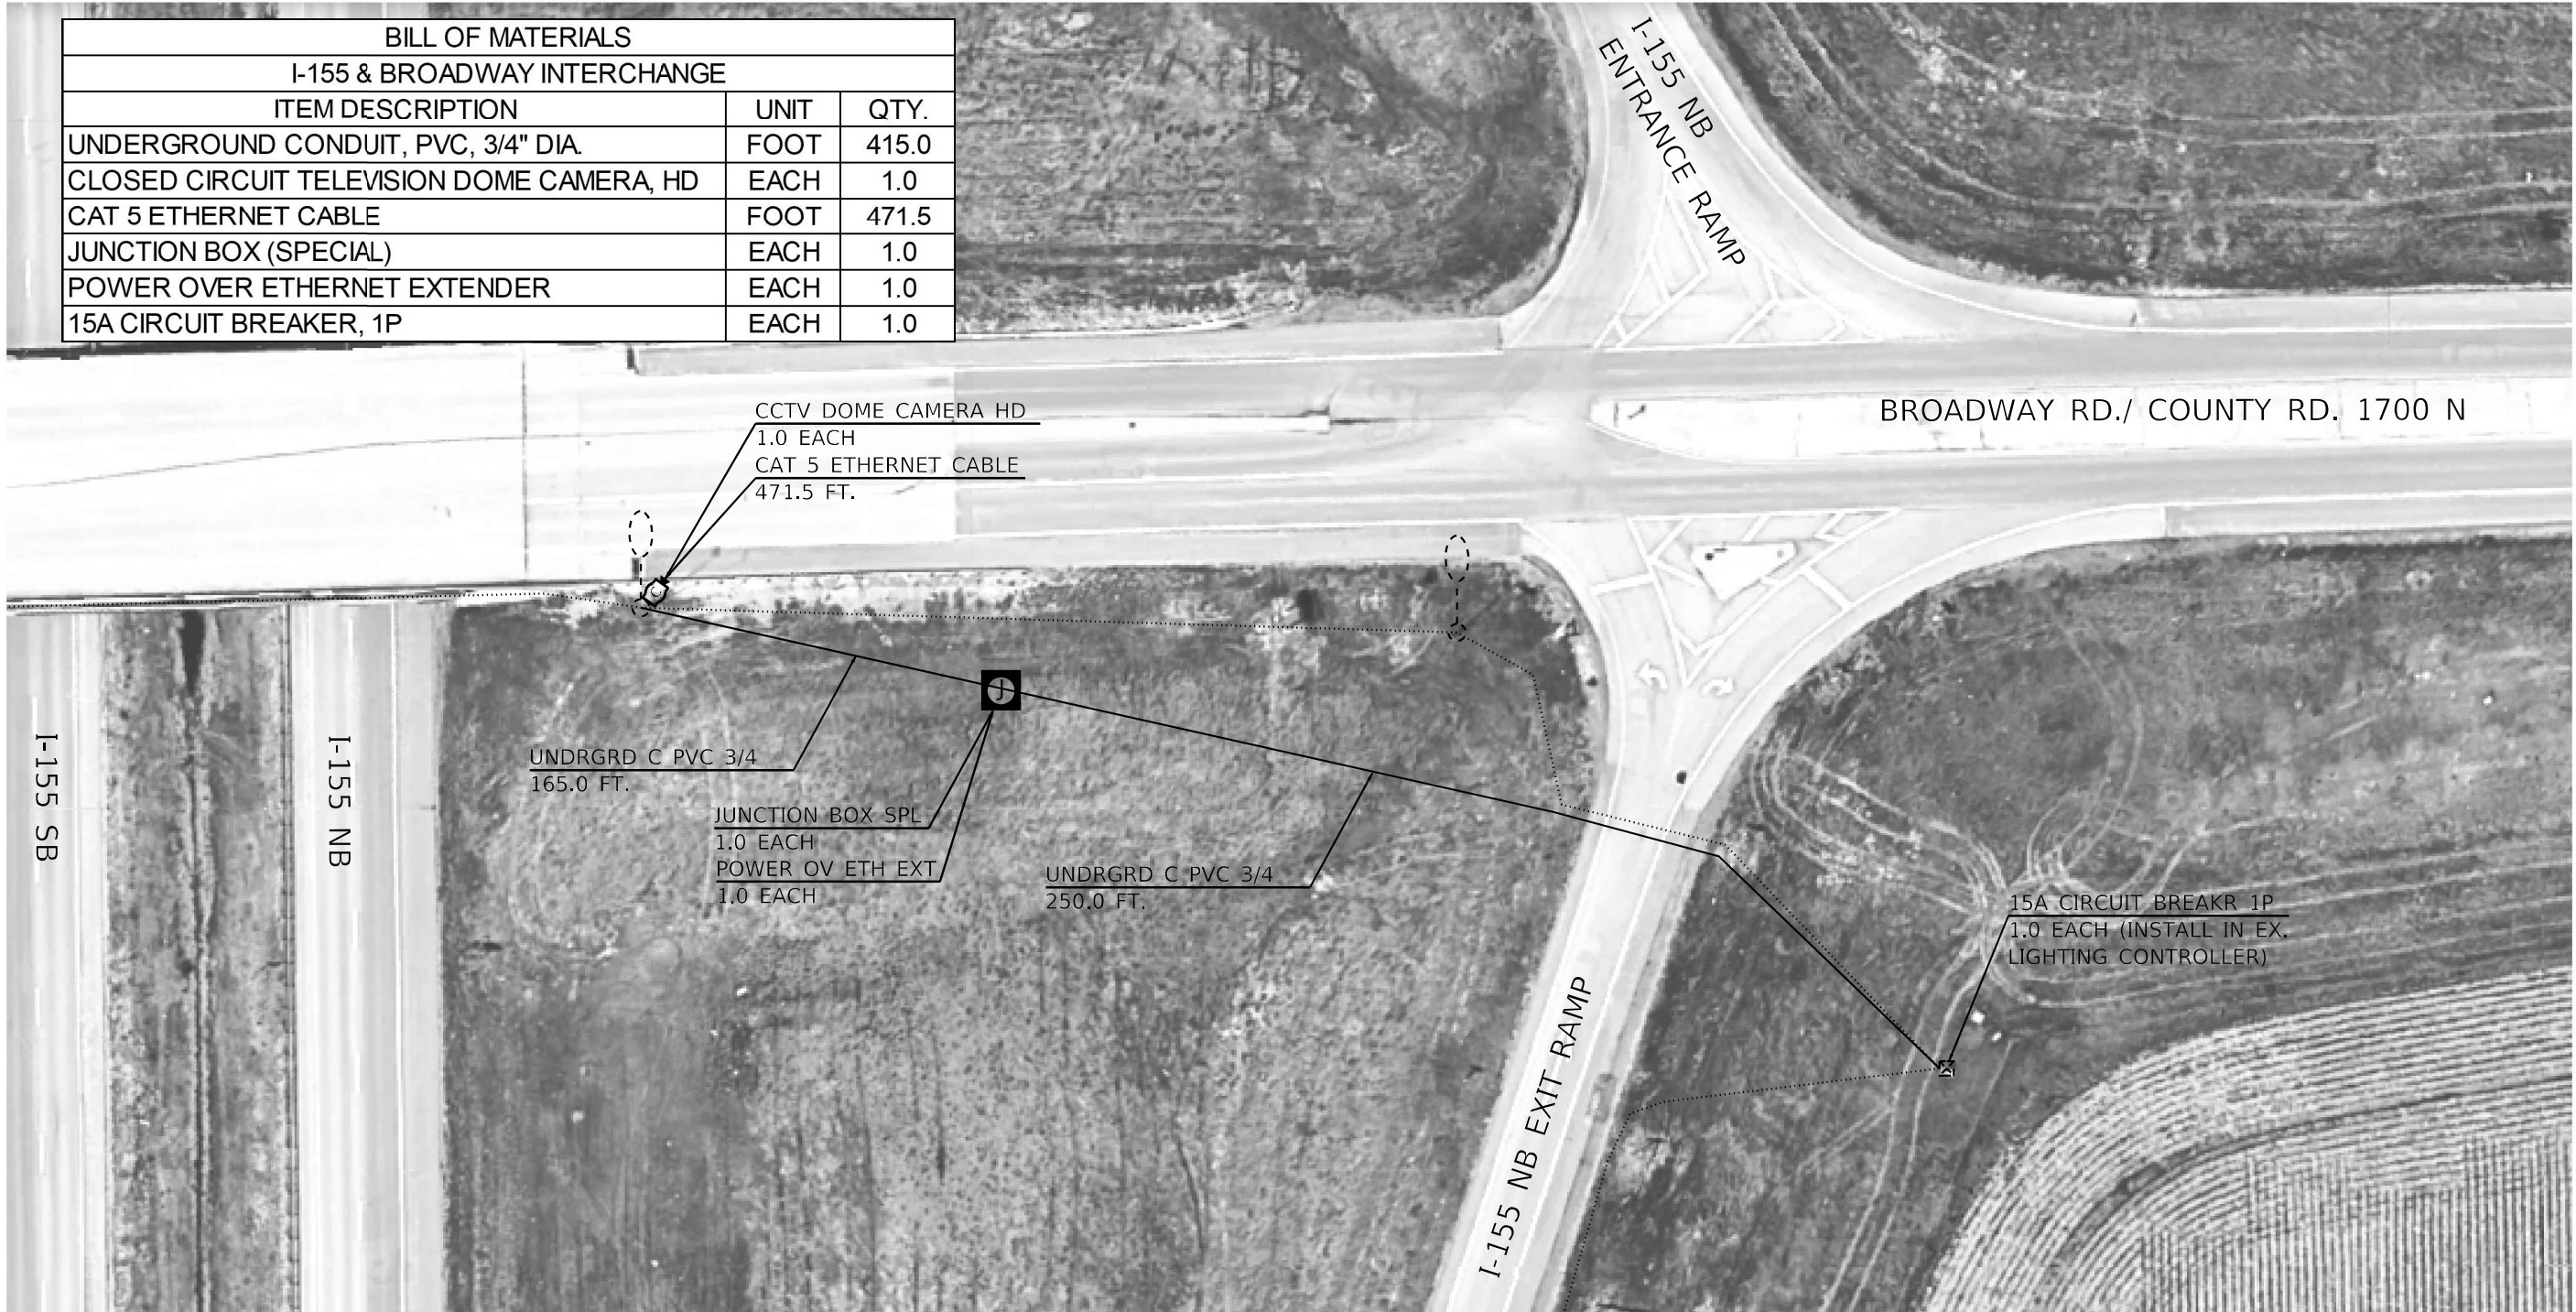 BILL OF MATERIALS
I-155 & BROADWAY INTERCHANGE
ITEM DESCRIPTION UNIT QTY.
UNDERGROUND CONDUIT, PVC, 3/4" DIA. FOOT 415.0
CLOSED CIRCUIT TELEVISION DOME CAMERA, HD EACH 1.0
CAT 5 ETHERNET CABLE FOOT 471.5
JUNCTION BOX (SPECIAL) EACH 1.0
POWER OVER ETHERNET EXTENDER EACH 1.0
15A CIRCUIT BREAKER, 1P EACH 1.0
I-155 NB
ENTRANCE RAMP
BROADWAY RD./ COUNTY RD. 1700 N
CCTV DOME CAMERA HD
1.0 EACH
CAT 5 ETHERNET CABLE
471.5 FT.
J
UNDRGRD C PVC 3/4
165.0 FT.
JUNCTION BOX SPL
1.0 EACH
POWER OV ETH EXT
1.0 EACH
UNDRGRD C PVC 3/4
250.0 FT.
15A CIRCUIT BREAKR 1P
1.0 EACH (INSTALL IN EX.
LIGHTING CONTROLLER)
I-155 SB
I-155 NB
I-155 NB EXIT RAMP